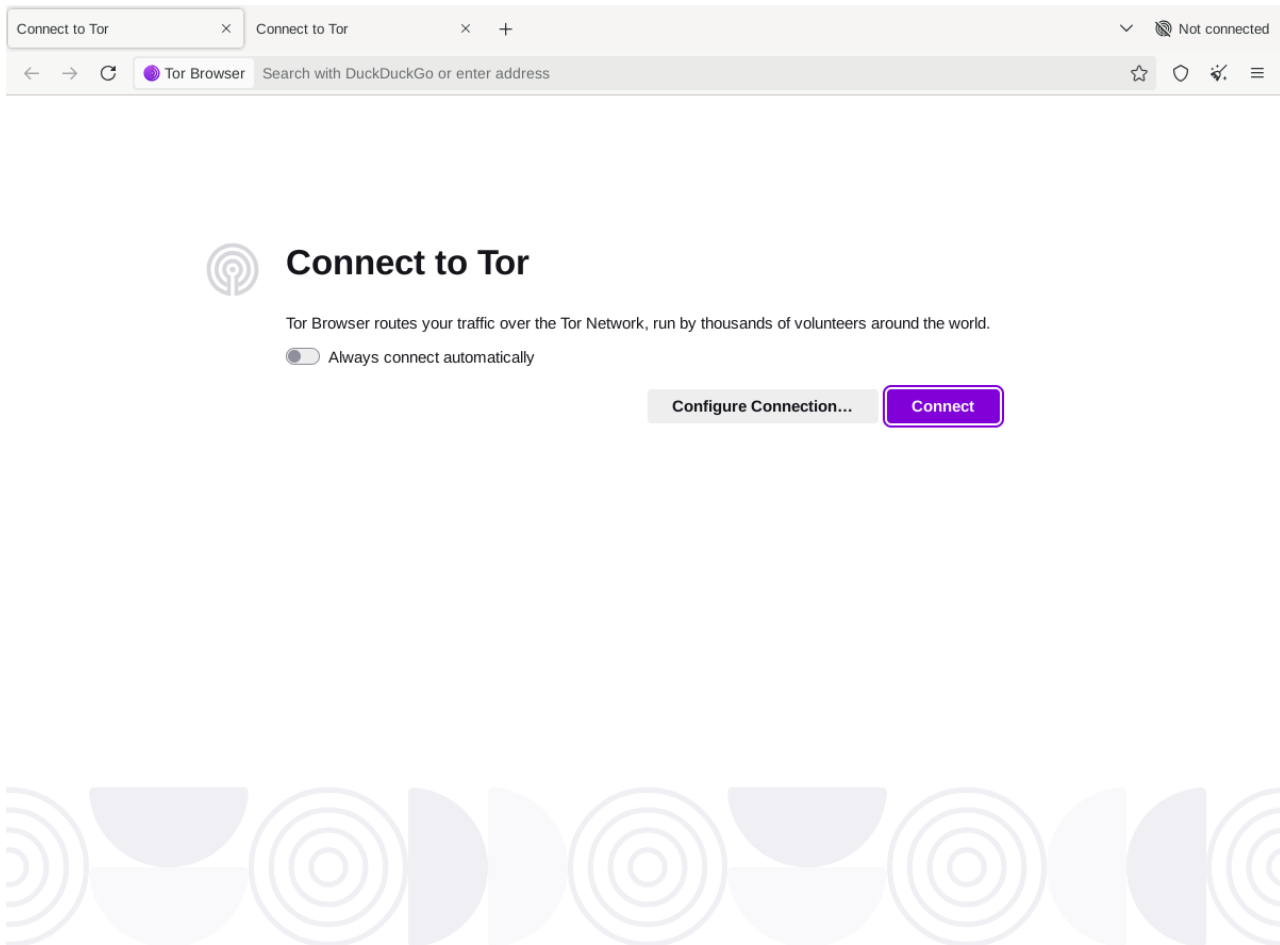 Connect to Tor
Connect to Tor
Not connected
Tor Browser
Search with DuckDuckGo or enter address
Connect to Tor
Tor Browser routes your traffic over the Tor Network, run by thousands of volunteers around the world.
Always connect automatically
Configure Connection…
Connect